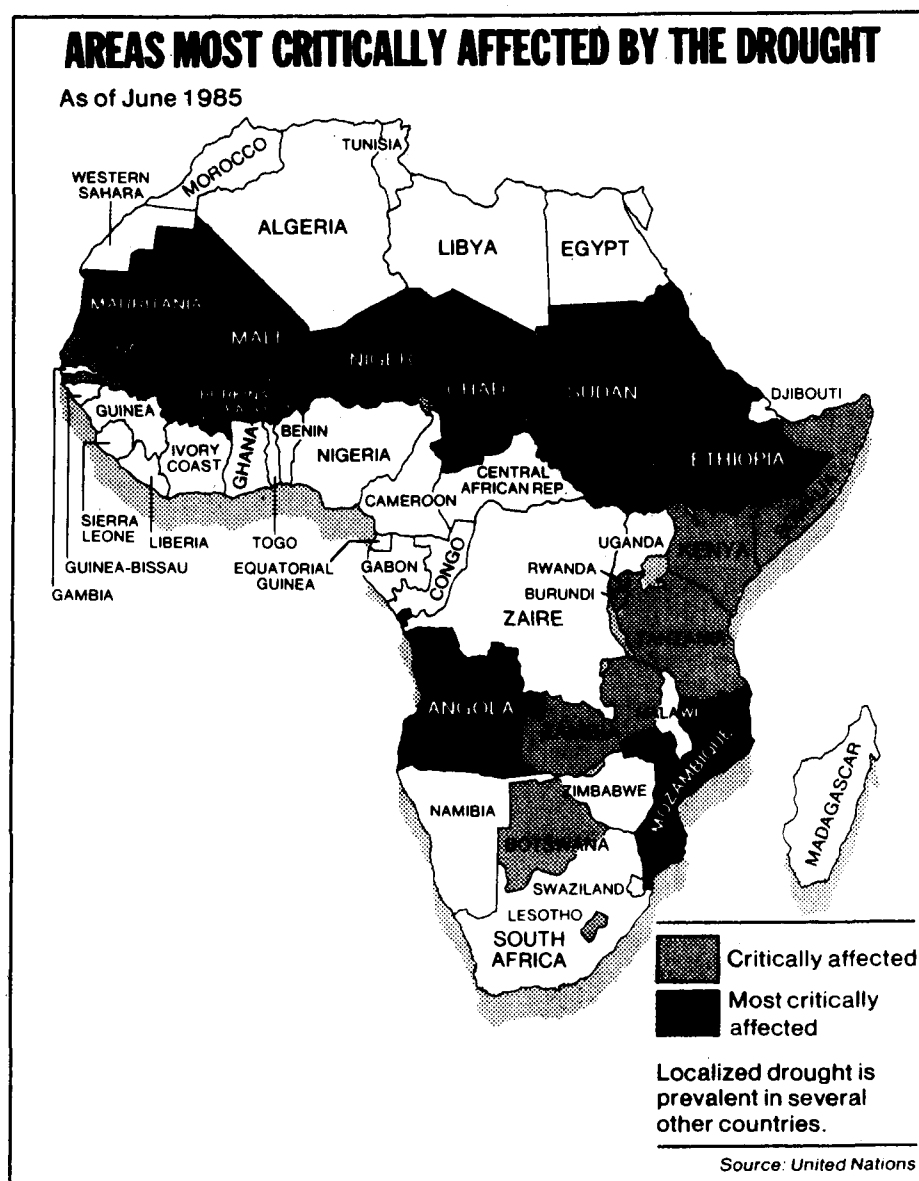 AREAS MOST CRITICALLY AFFECTED BY THE DROUGHT
As of June 1985
TUNISIA
MOROCCO
WESTERN
SAHARA
ALGERIA
LIBYA
EGYPT
MAURITANIA
MALI
NIGER
CHAD
SUDAN
DJIBOUTI
GUINEA
BENIN
IVORY
COAST
GHANA
NIGERIA
ETHIOPIA
CENTRAL
AFRICAN REP.
CAMEROON
SIERRA
LEONE
LIBERIA
TOGO
UGANDA
KENYA
GUINEA-BISSAU
EQUATORIAL
GUINEA
GABON
CONGO
RWANDA
GAMBIA
BURUNDI
ZAIRE
TANZANIA
ANGOLA
MALAWI
ZAMBIA
MOZAMBIQUE
ZIMBABWE
NAMIBIA
MADAGASCAR
BOTSWANA
SWAZILAND
LESOTHO
SOUTH
AFRICA
Critically affected
Most critically
affected
Localized drought is
prevalent in several
other countries.
Source: United Nations